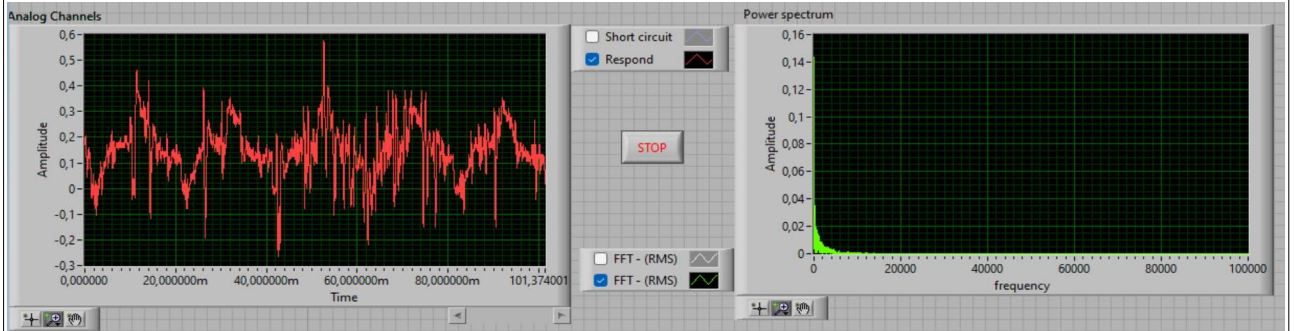 Analog Channels
0,6
0,5
0,4
0,3
0,2
0,1
0
-0,1
-0,2
-0,3
Amplitude
0,000000 20,000000m 40,000000m 60,000000m 80,000000m 101,374001
Time
Short circuit
Respond
STOP
FFT - (RMS)
FFT - (RMS)
Power spectrum
0,16
0,14
0,12
0,1
0,08
0,06
0,04
0,02
0
Amplitude
0 20000 40000 60000 80000 100000
frequency